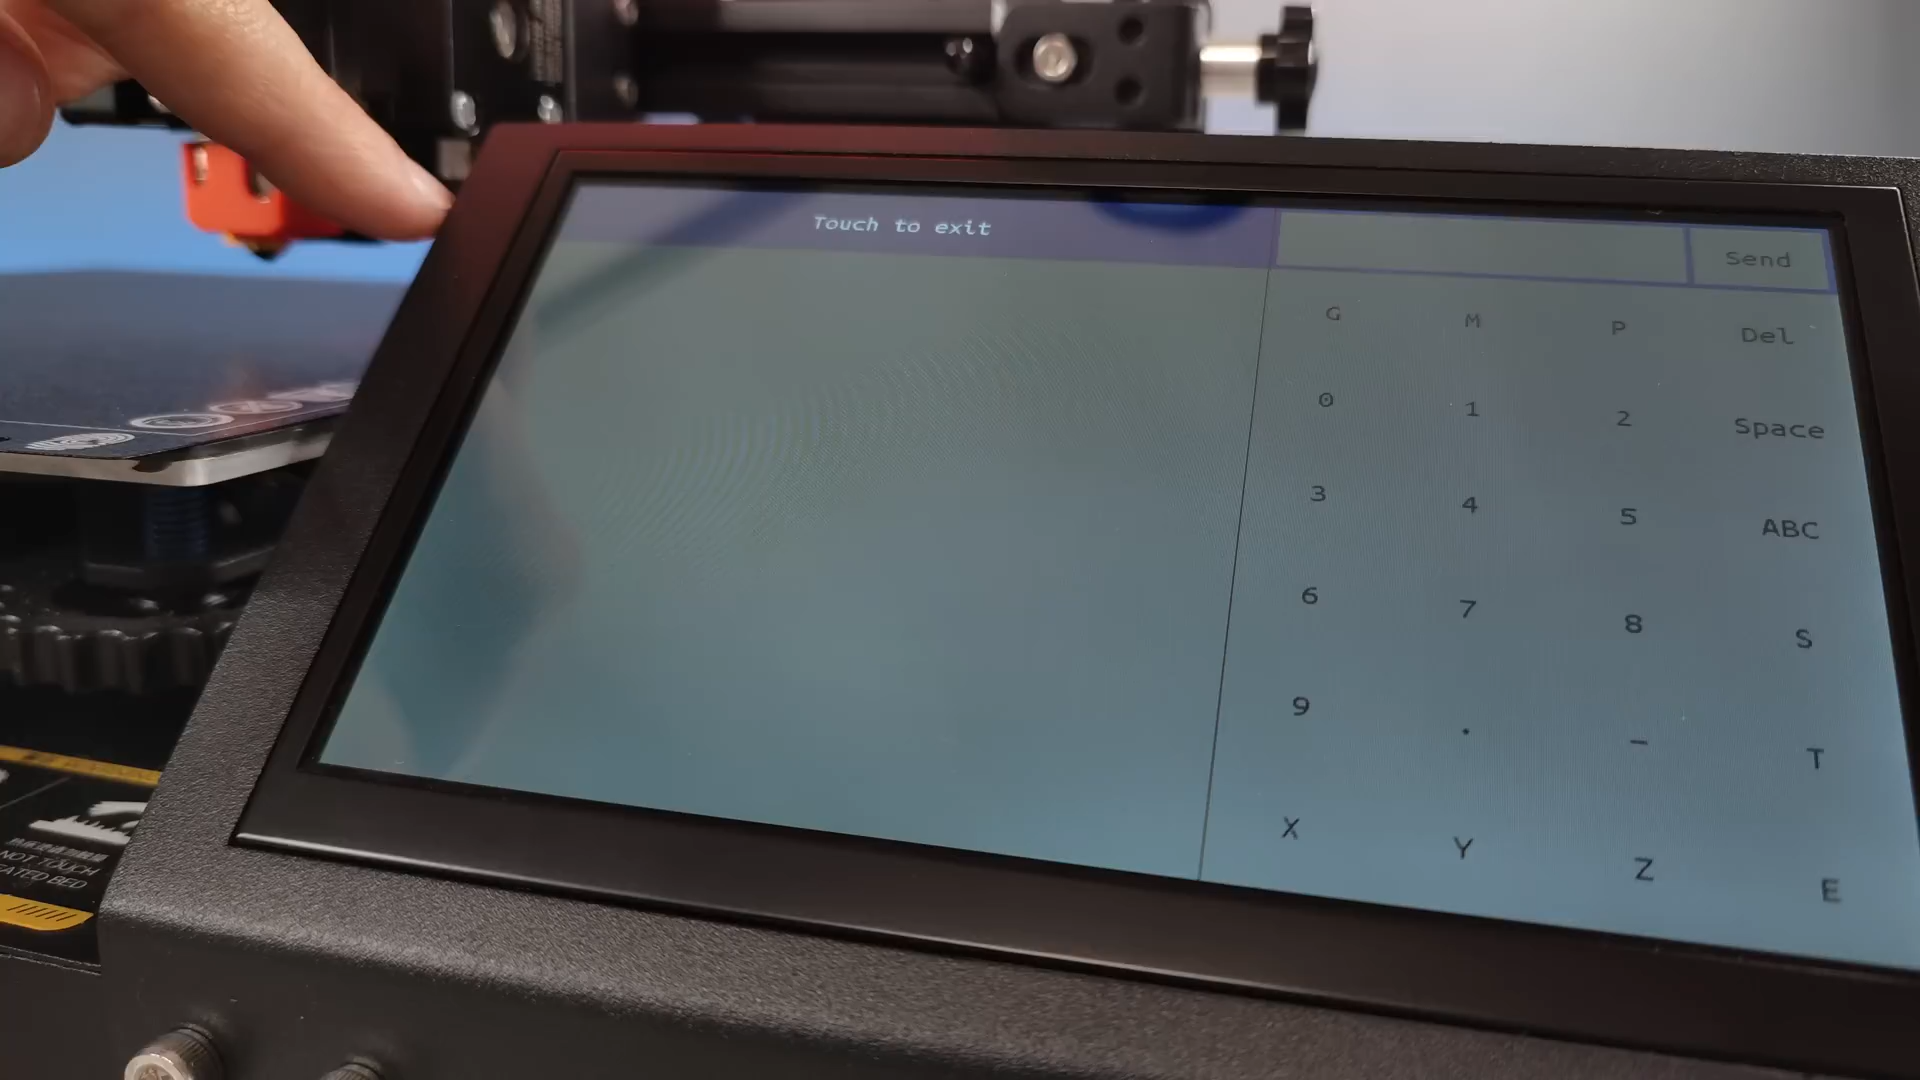 Touch to exit
Send
G M P Del
0 1 2 Space
3 4 5 ABC
6 7 8 S
9 . - T
X Y Z E
NOT TOUCH
EATED BED